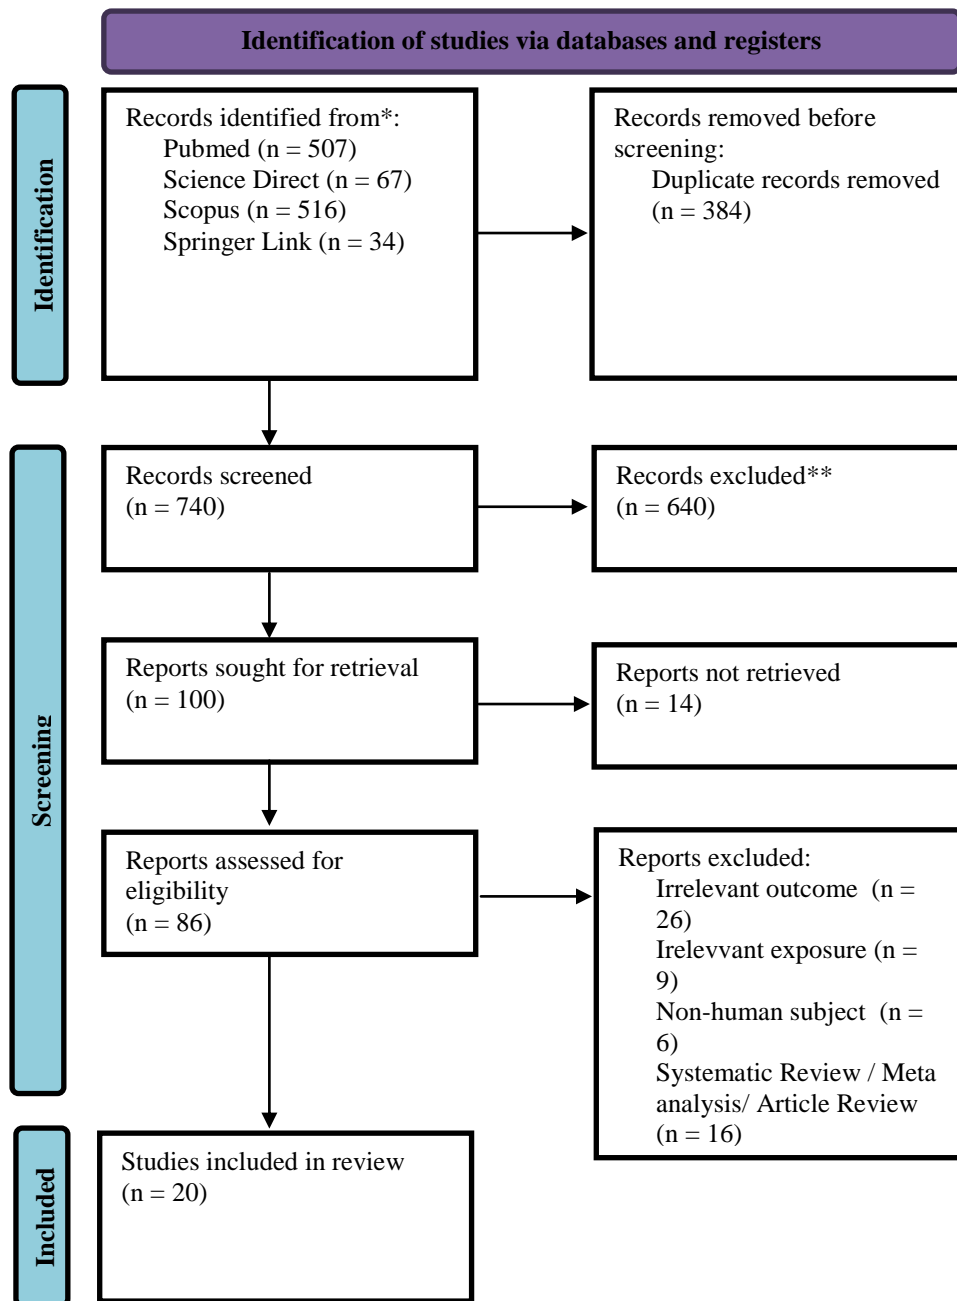 Identification of studies via databases and registers
Identification
Records identified from*:
Pubmed (n = 507)
Science Direct (n = 67)
Scopus (n = 516)
Springer Link (n = 34)
Records removed before
screening:
Duplicate records removed
(n = 384)
Screening
Records screened
(n = 740)
Records excluded**
(n = 640)
Reports sought for retrieval
(n = 100)
Reports not retrieved
(n = 14)
Reports assessed for
eligibility
(n = 86)
Reports excluded:
Irrelevant outcome  (n =
26)
Irelevvant exposure (n =
9)
Non-human subject  (n =
6)
Systematic Review / Meta
analysis/ Article Review
(n = 16)
Included
Studies included in review
(n = 20)